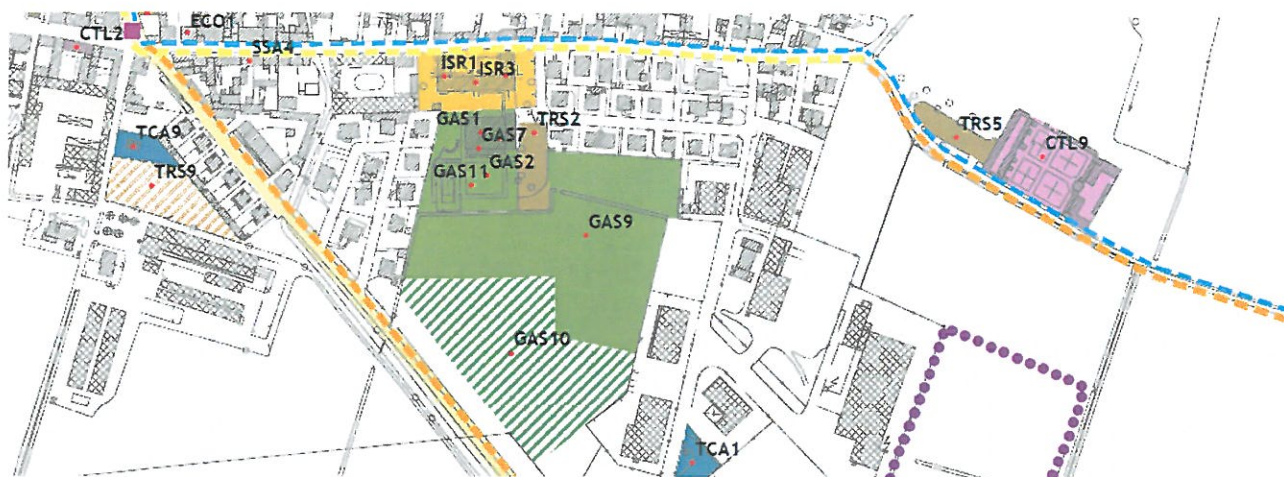 ECO1
CTL2
SSA4
ISR1
ISR3
GAS1
TRS2
TRS5
TCA9
GAS7
CTL9
GAS2
TRS9
GAS11
GAS9
GAS10
TCA1